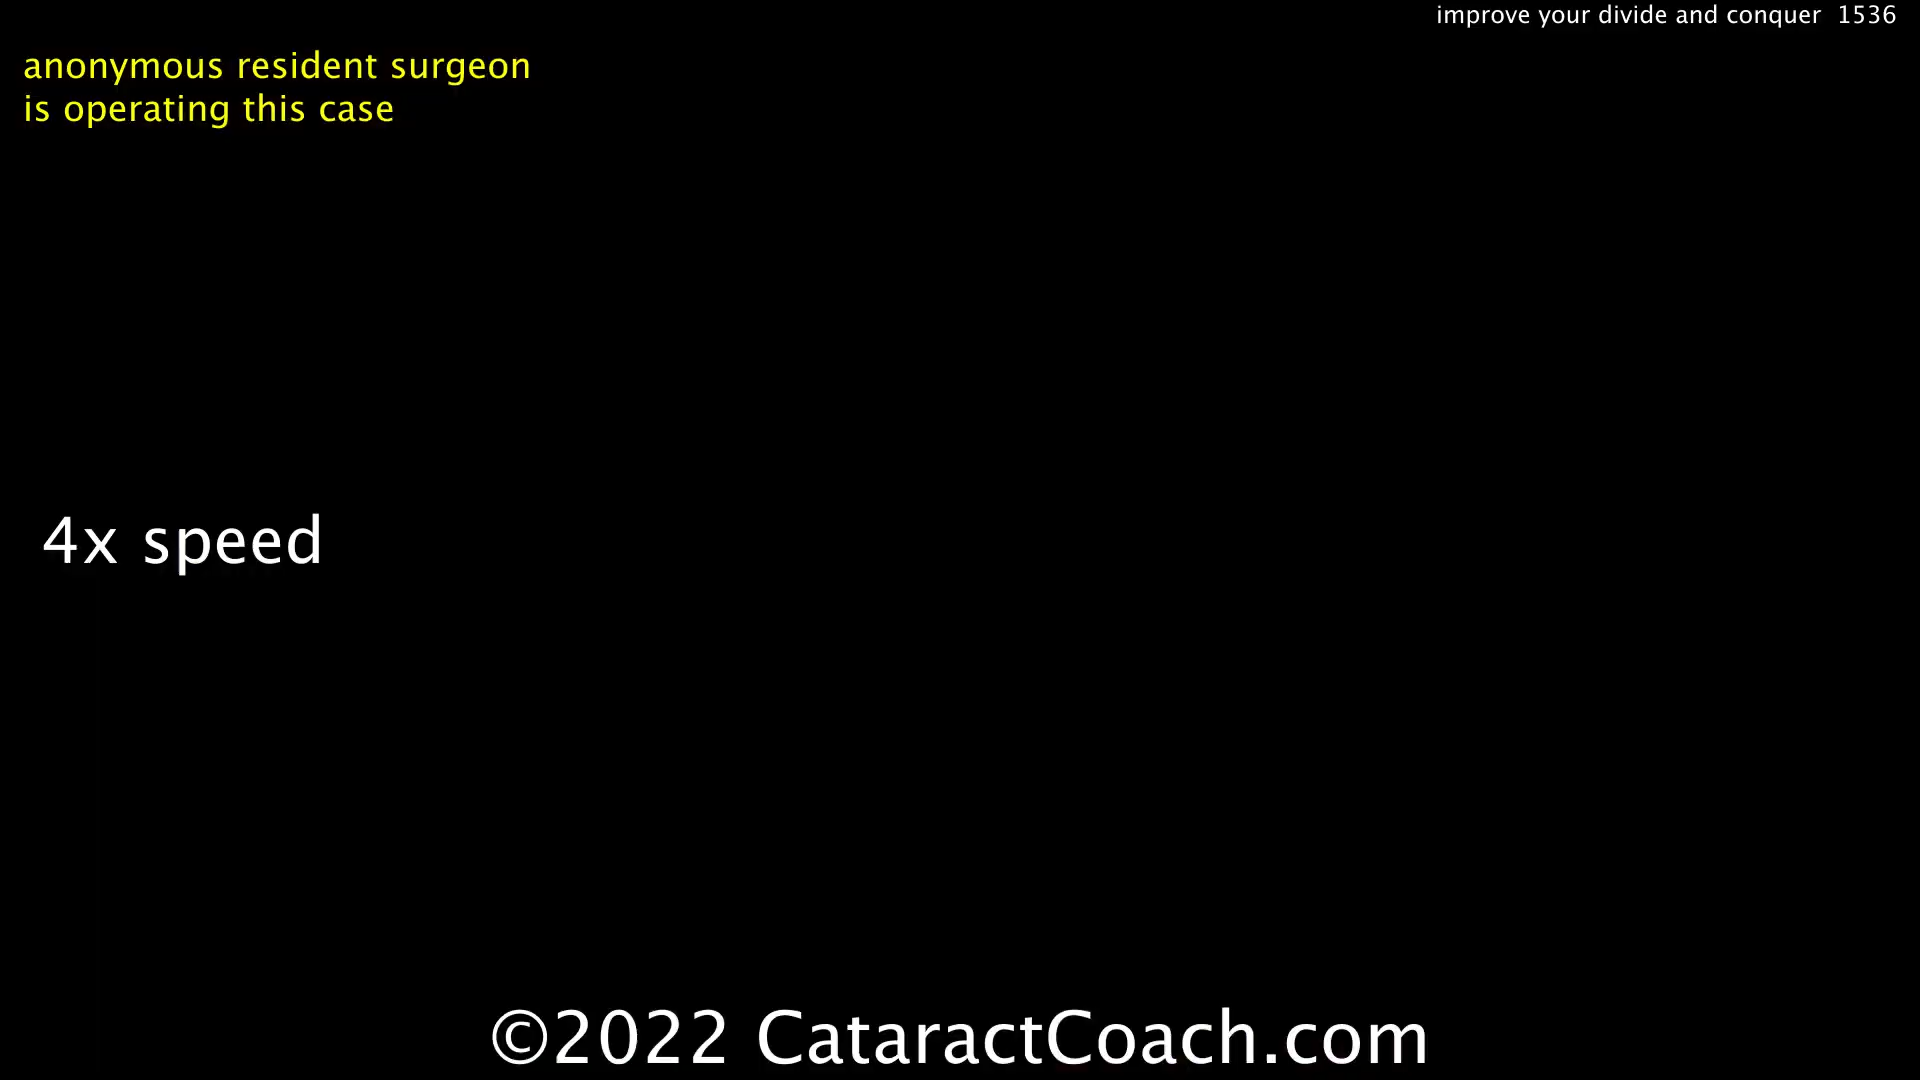 improve your divide and conquer 1536
anonymous resident surgeon
is operating this case
4x speed
©2022 CataractCoach.com